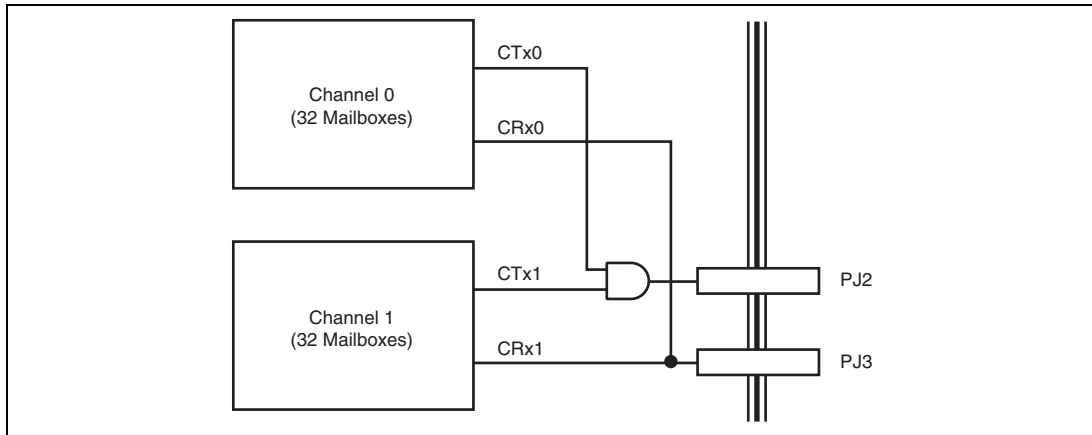 CTx0
Channel 0
(32 Mailboxes)
CRx0
CTx1
PJ2
Channel 1
(32 Mailboxes)
CRx1
PJ3